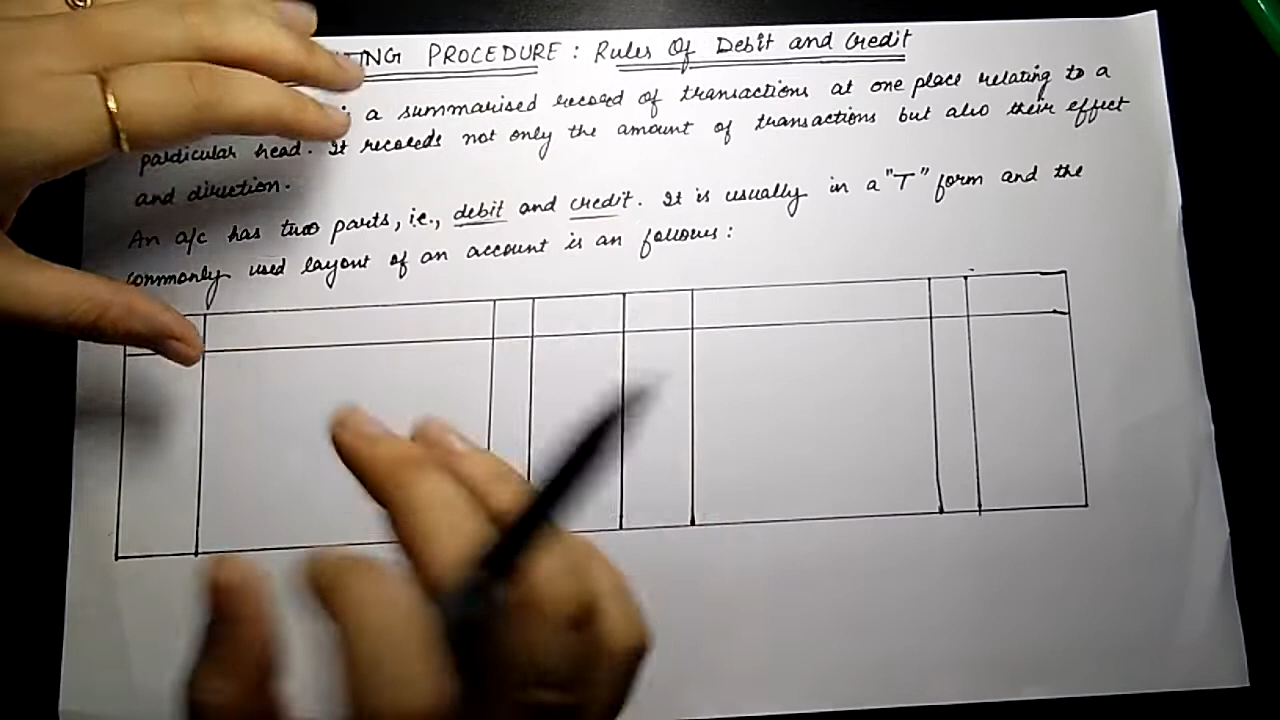 PROCEDURE : Rules Of Debit and Credit
a summarised record of transactions at one place relating to a
particular head. It records not only the amount of transactions but also their effect
and direction.
An a/c has two parts, i.e., debit and credit. It is usually in a "T" form and the
commonly used layout of an account is an follows :